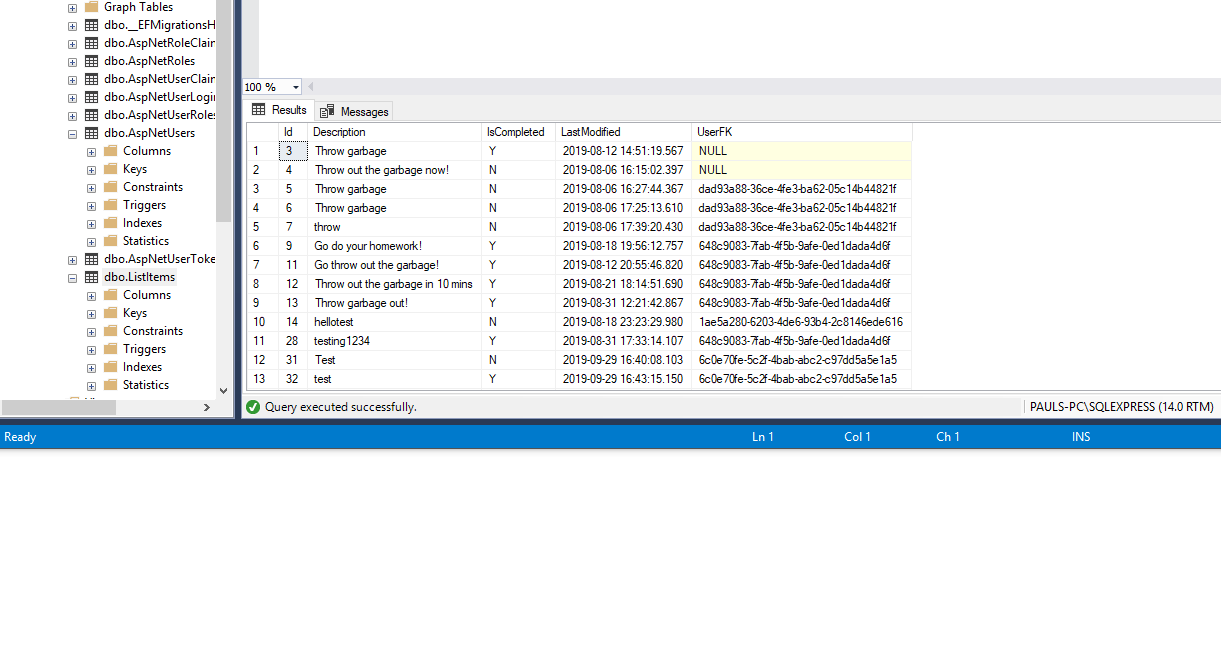 Graph Tables
dbo.__EFMigrationsH
dbo.AspNetRoleClair
dbo.AspNetRoles
dbo.AspNetUserClain
dbo.AspNetUserLogin
dbo.AspNetUserRoles
dbo.AspNetUsers
Columns
Keys
Constraints
Triggers
Indexes
Statistics
dbo.AspNetUserToke
dbo.ListItems
Columns
Keys
Constraints
Triggers
Indexes
Statistics
100 %
Results Messages
Id Description IsCompleted LastModified UserFK
1 3 Throw garbage Y 2019-08-12 14:51:19.567 NULL
2 4 Throw out the garbage now! N 2019-08-06 16:15:02.397 NULL
3 5 Throw garbage N 2019-08-06 16:27:44.367 dad93a88-36ce-4fe3-ba62-05c14b44821f
4 6 Throw garbage N 2019-08-06 17:25:13.610 dad93a88-36ce-4fe3-ba62-05c14b44821f
5 7 throw N 2019-08-06 17:39:20.430 dad93a88-36ce-4fe3-ba62-05c14b44821f
6 9 Go do your homework! Y 2019-08-18 19:56:12.757 648c9083-7fab-4f5b-9afe-0ed1dada4d6f
7 11 Go throw out the garbage! Y 2019-08-12 20:55:46.820 648c9083-7fab-4f5b-9afe-0ed1dada4d6f
8 12 Throw out the garbage in 10 mins Y 2019-08-21 18:14:51.690 648c9083-7fab-4f5b-9afe-0ed1dada4d6f
9 13 Throw garbage out! Y 2019-08-31 12:21:42.867 648c9083-7fab-4f5b-9afe-0ed1dada4d6f
10 14 hellotest N 2019-08-18 23:23:29.980 1ae5a280-6203-4de6-93b4-2c8146ede616
11 28 testing1234 Y 2019-08-31 17:33:14.107 648c9083-7fab-4f5b-9afe-0ed1dada4d6f
12 31 Test N 2019-09-29 16:40:08.103 6c0e70fe-5c2f-4bab-abc2-c97dd5a5e1a5
13 32 test Y 2019-09-29 16:43:15.150 6c0e70fe-5c2f-4bab-abc2-c97dd5a5e1a5
Query executed successfully. PAULS-PC\SQLEXPRESS (14.0 RTM)
Ready Ln 1 Col 1 Ch 1 INS